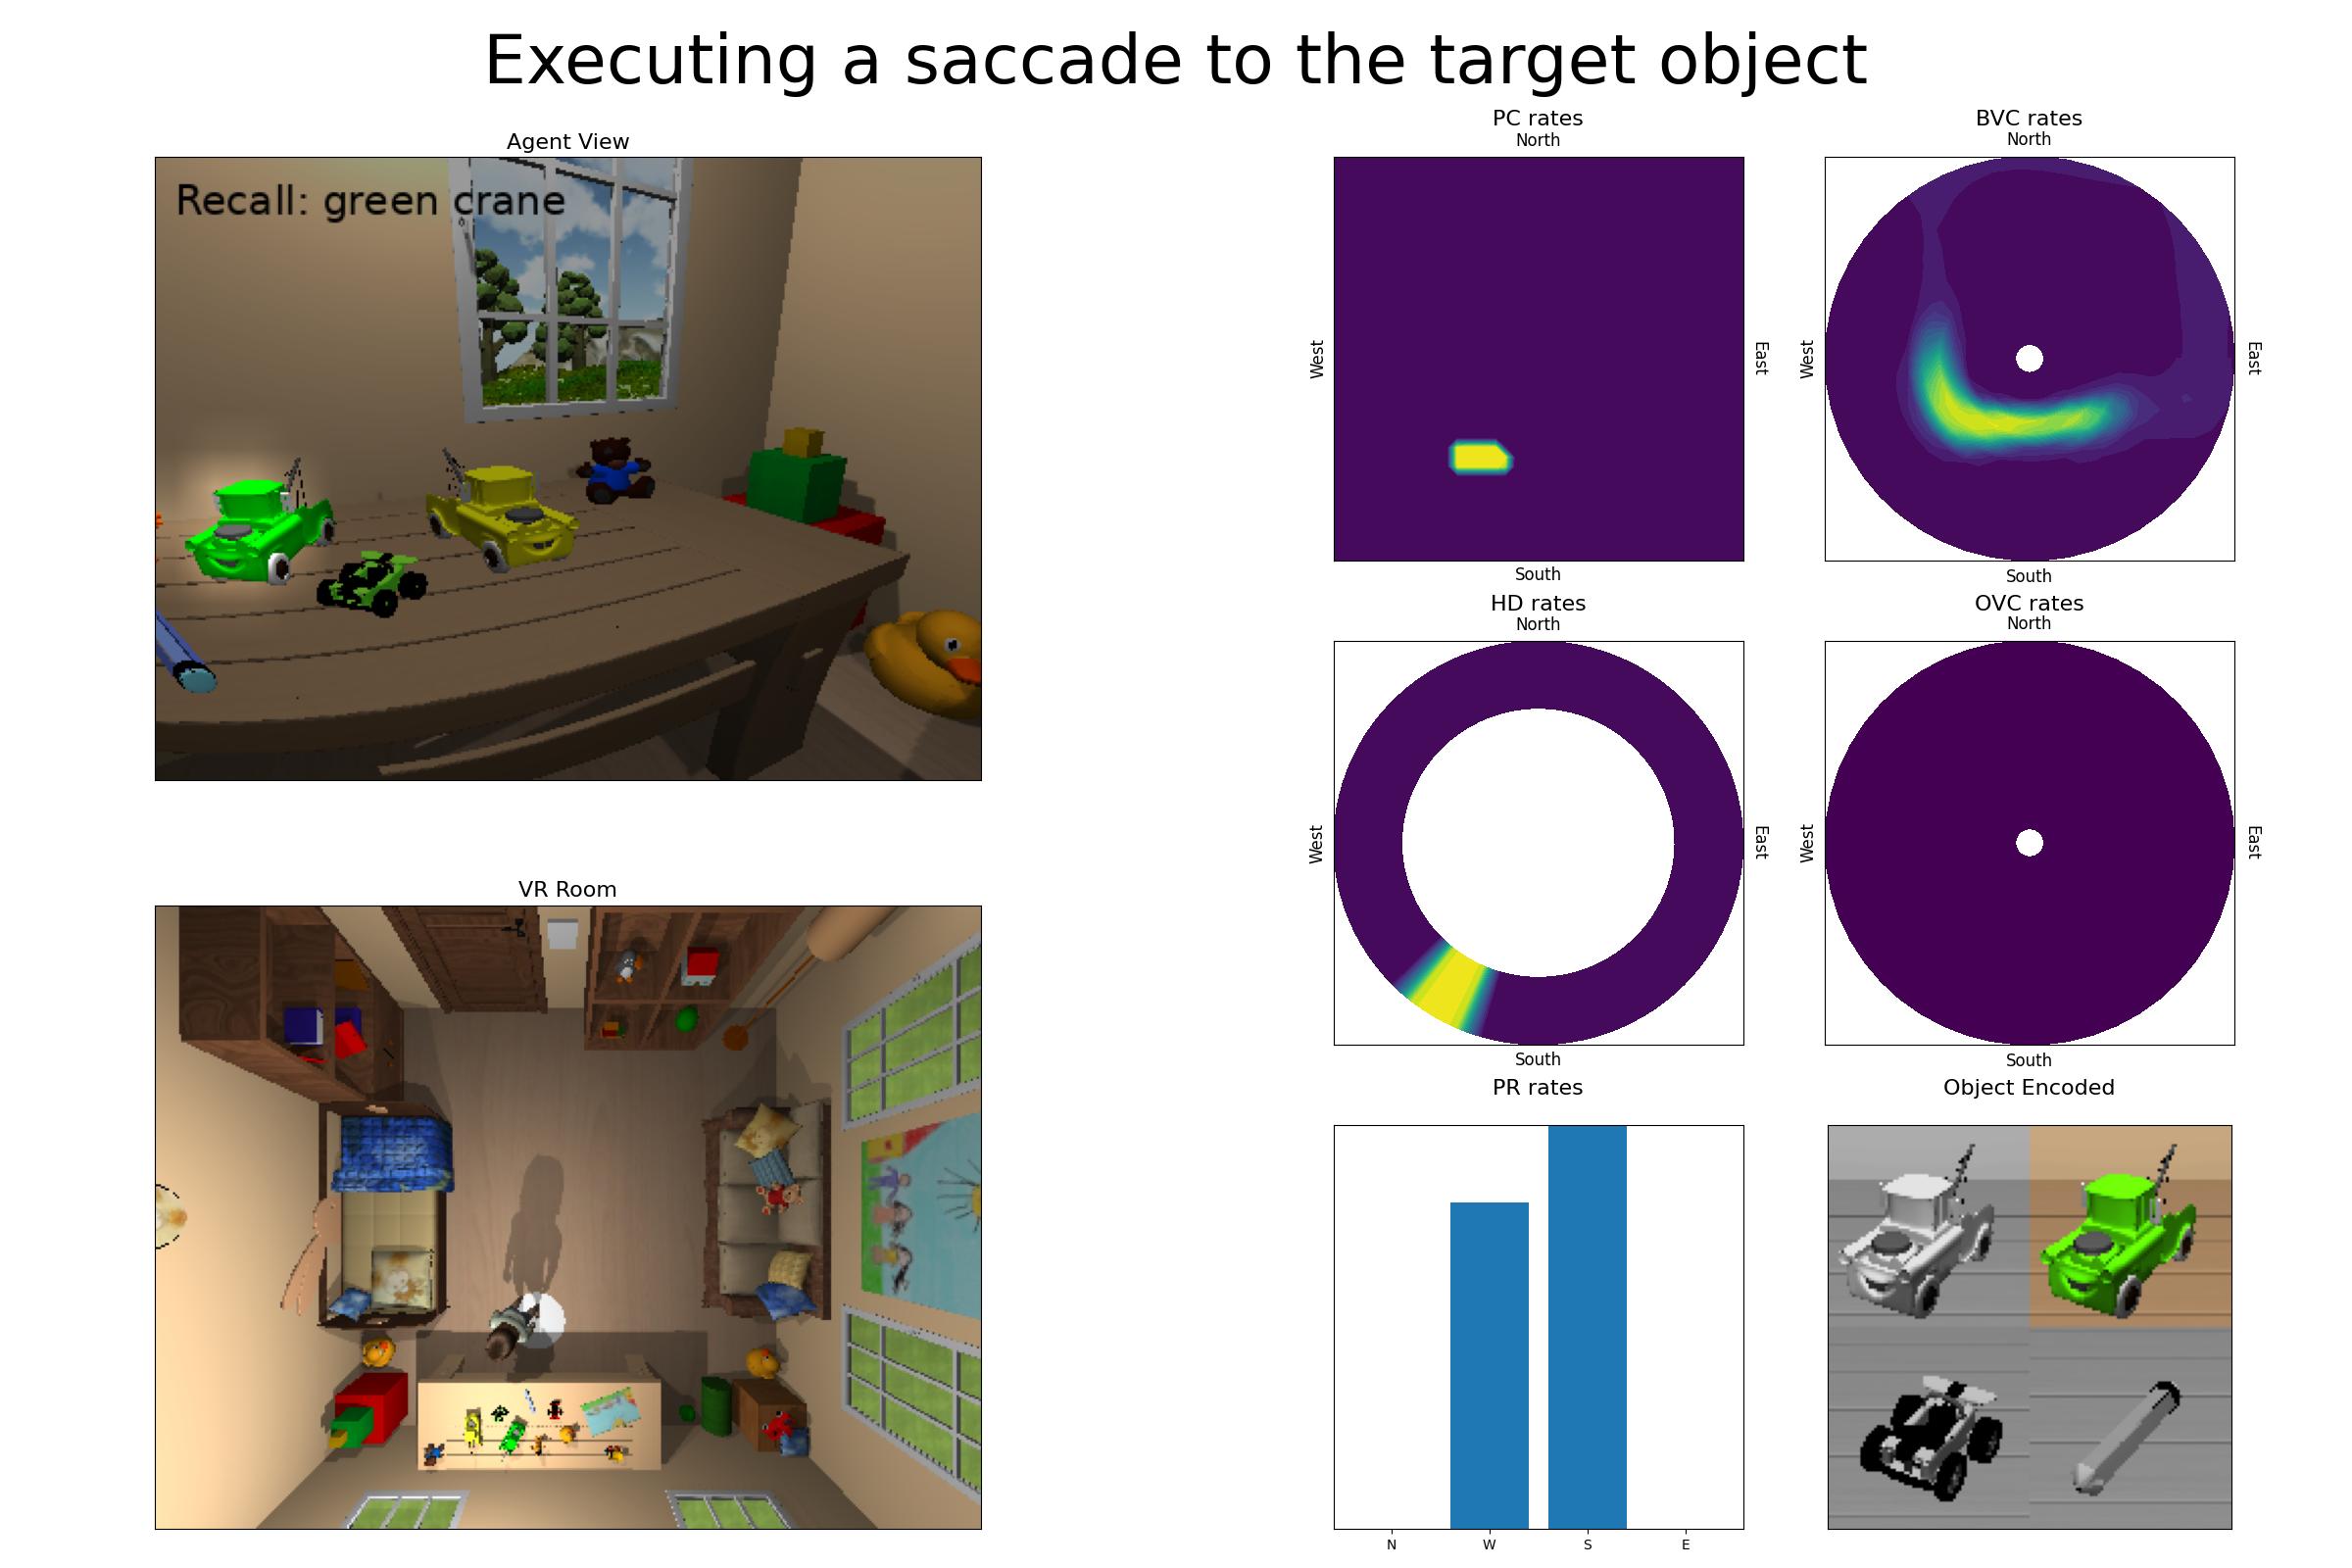 Executing a saccade to the target object
Agent View
Recall: green crane
VR Room
PC rates
North
West
East
South
BVC rates
North
West
East
South
HD rates
North
West
East
South
OVC rates
North
West
East
South
PR rates
N W S E
Object Encoded